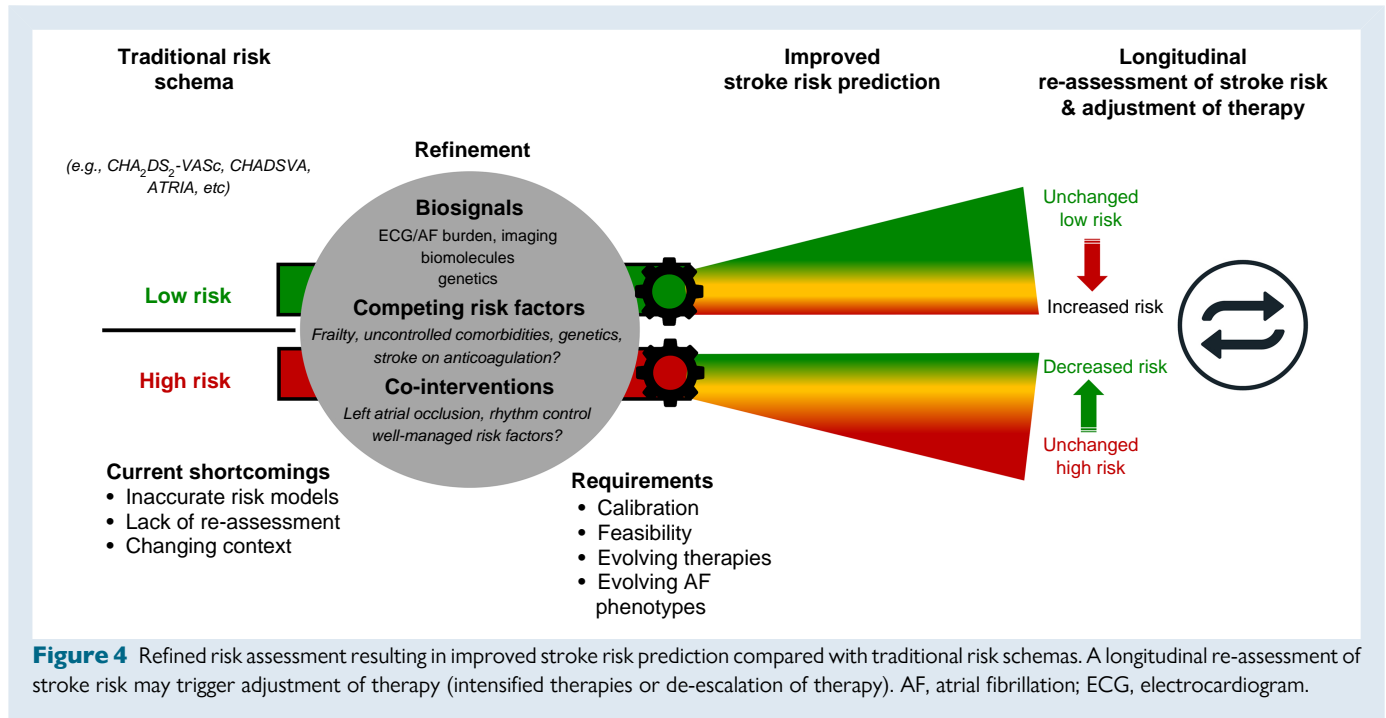 Traditional risk
schema
Improved
stroke risk prediction
Longitudinal
re-assessment of stroke risk
& adjustment of therapy
(e.g., CHA₂DS₂-VASc, CHADSVA,
ATRIA, etc)
Refinement
Biosignals
ECG/AF burden, imaging
biomolecules
genetics
Competing risk factors
Frailty, uncontrolled comorbidities, genetics,
stroke on anticoagulation?
Co-interventions
Left atrial occlusion, rhythm control
well-managed risk factors?
Low risk
High risk
Unchanged
low risk
Increased risk
Decreased risk
Unchanged
high risk
Current shortcomings
• Inaccurate risk models
• Lack of re-assessment
• Changing context
Requirements
• Calibration
• Feasibility
• Evolving therapies
• Evolving AF
phenotypes
Figure 4 Refined risk assessment resulting in improved stroke risk prediction compared with traditional risk schemas. A longitudinal re-assessment of
stroke risk may trigger adjustment of therapy (intensified therapies or de-escalation of therapy). AF, atrial fibrillation; ECG, electrocardiogram.